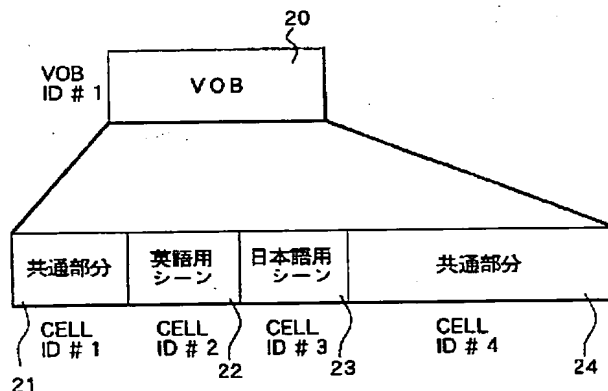 20
VOB
ID # 1
VOB
共通部分
英語用
シーン
日本語用
シーン
共通部分
CELL
ID # 1
CELL
ID # 2
CELL
ID # 3
CELL
ID # 4
21
22
23
24